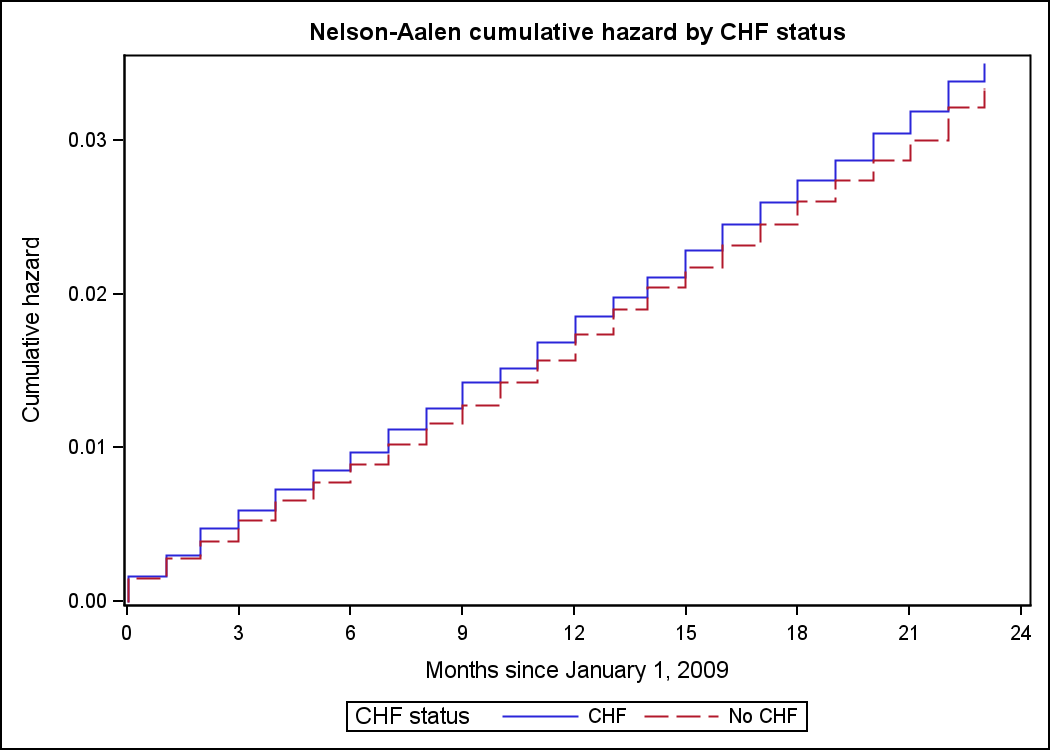 Nelson-Aalen cumulative hazard by CHF status
Cumulative hazard
0.03
0.02
0.01
0.00
0 3 6 9 12 15 18 21 24
Months since January 1, 2009
CHF status CHF No CHF